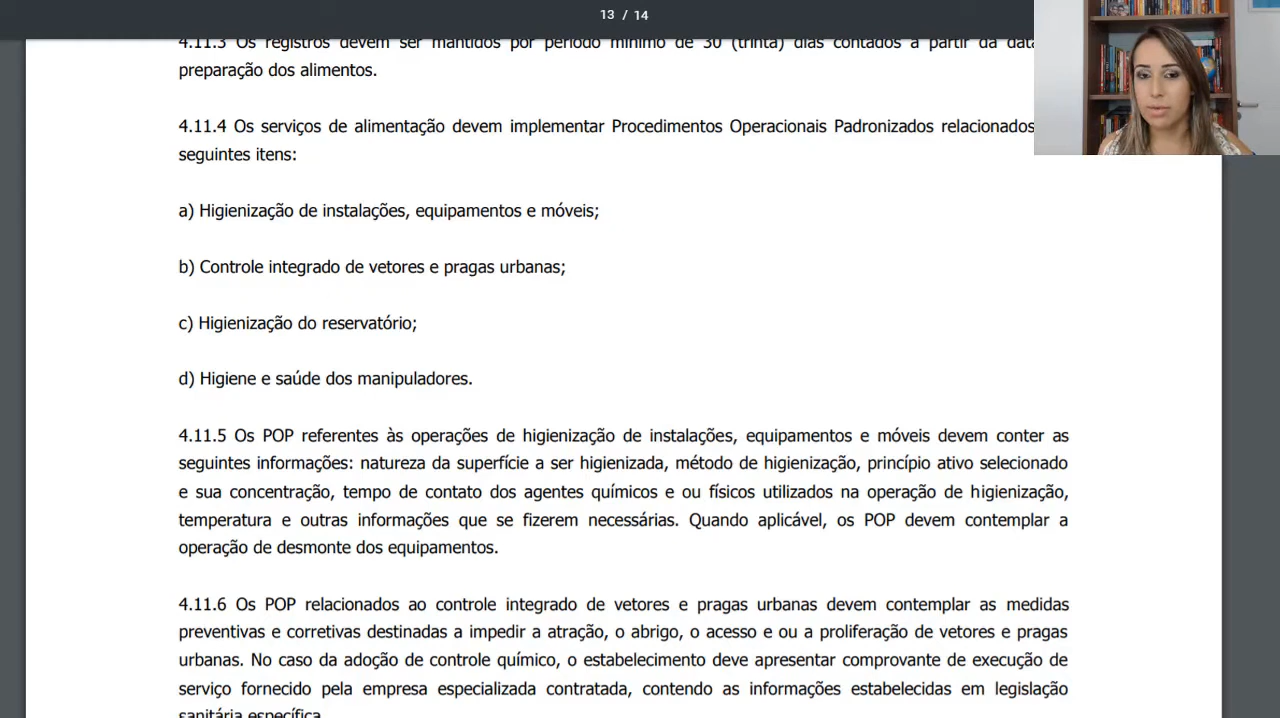 13 / 14
4.11.3 Os registros devem ser mantidos por período mínimo de 30 (trinta) dias contados a partir da data
preparação dos alimentos.
4.11.4 Os serviços de alimentação devem implementar Procedimentos Operacionais Padronizados relacionados
seguintes itens:
a) Higienização de instalações, equipamentos e móveis;
b) Controle integrado de vetores e pragas urbanas;
c) Higienização do reservatório;
d) Higiene e saúde dos manipuladores.
4.11.5 Os POP referentes às operações de higienização de instalações, equipamentos e móveis devem conter as
seguintes informações: natureza da superfície a ser higienizada, método de higienização, princípio ativo selecionado
e sua concentração, tempo de contato dos agentes químicos e ou físicos utilizados na operação de higienização,
temperatura e outras informações que se fizerem necessárias. Quando aplicável, os POP devem contemplar a
operação de desmonte dos equipamentos.
4.11.6 Os POP relacionados ao controle integrado de vetores e pragas urbanas devem contemplar as medidas
preventivas e corretivas destinadas a impedir a atração, o abrigo, o acesso e ou a proliferação de vetores e pragas
urbanas. No caso da adoção de controle químico, o estabelecimento deve apresentar comprovante de execução de
serviço fornecido pela empresa especializada contratada, contendo as informações estabelecidas em legislação
sanitária específica.